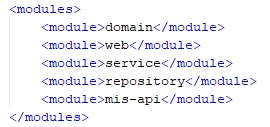 <modules>
    <module>domain</module>
    <module>web</module>
    <module>service</module>
    <module>repository</module>
    <module>mis-api</module>
</modules>